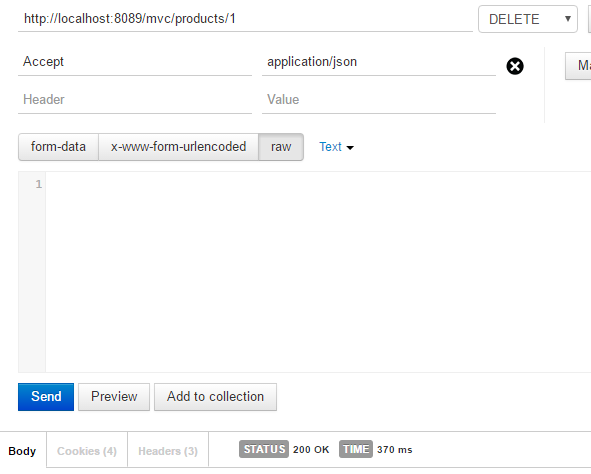 http://localhost:8089/mvc/products/1 DELETE
Accept application/json
Header Value
form-data x-www-form-urlencoded raw Text
1
Send Preview Add to collection
Body Cookies (4) Headers (3) STATUS 200 OK TIME 370 ms